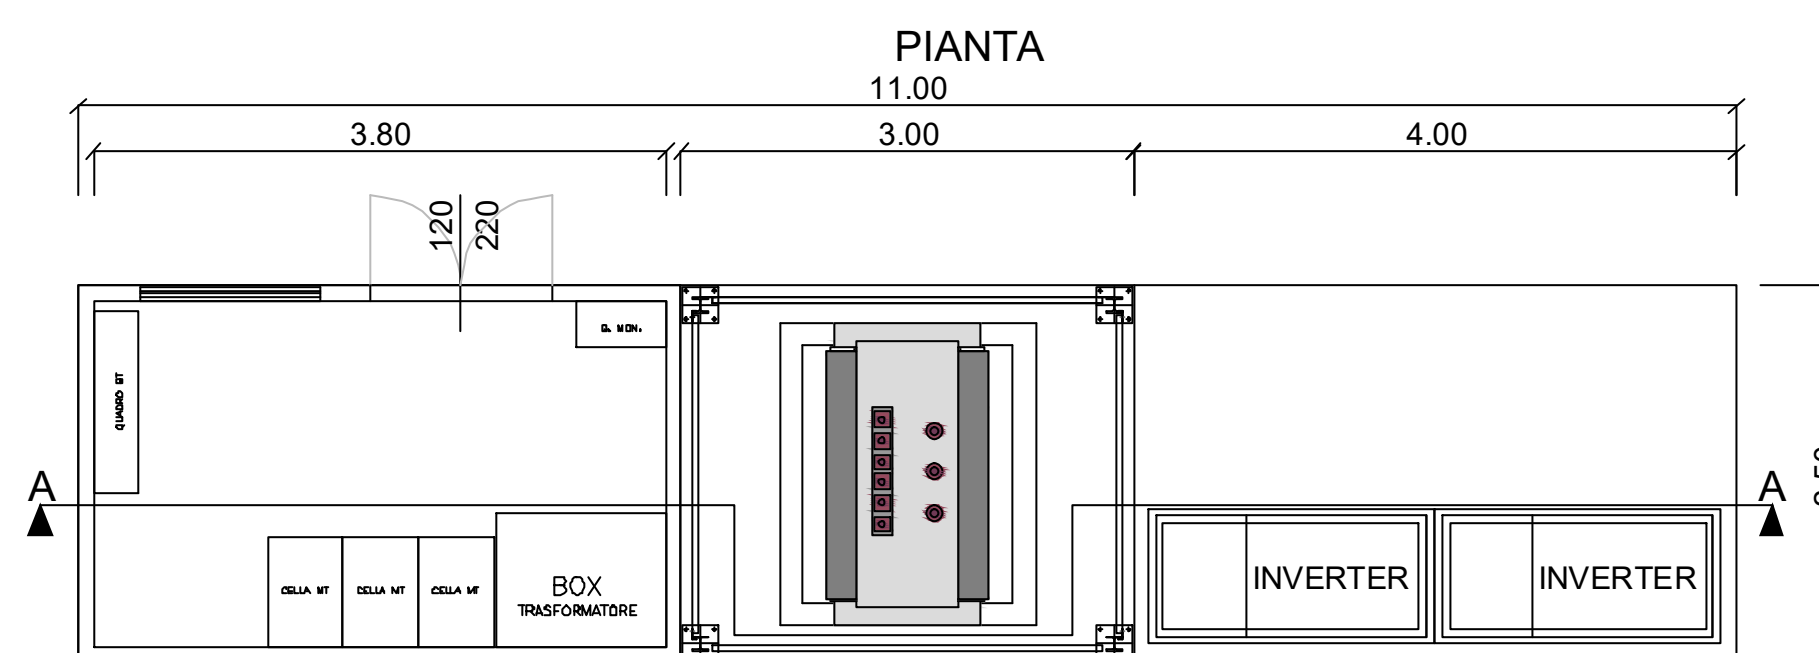 PIANTA
11.00
3.80 3.00 4.00
120
220
Q. MON.
QUADRO BT
A A
CELLA MT CELLA MT CELLA MT
BOX
TRASFORMATORE
INVERTER INVERTER